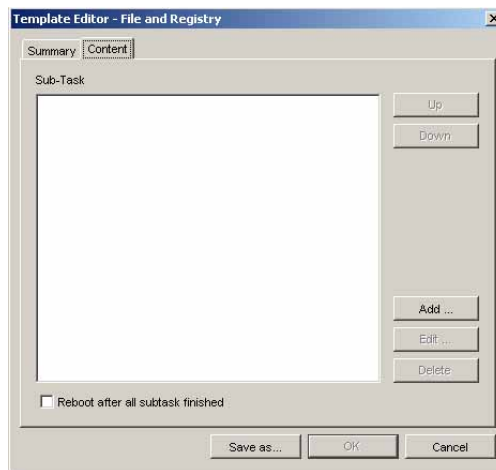 Template Editor - File and Registry
Summary Content
Sub-Task
Up
Down
Add ...
Edit ...
Delete
Reboot after all subtask finished
Save as... OK Cancel